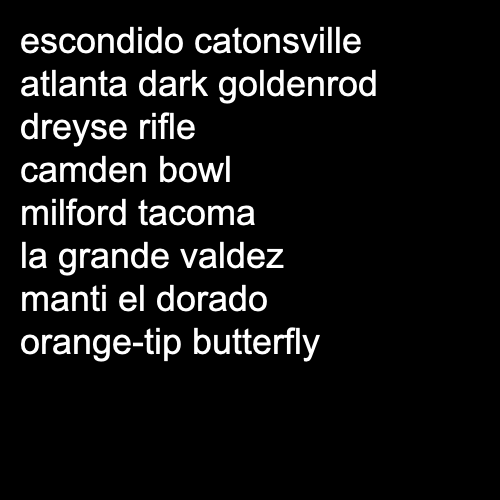 escondido catonsville
atlanta dark goldenrod
dreyse rifle
camden bowl
milford tacoma
la grande valdez
manti el dorado
orange-tip butterfly